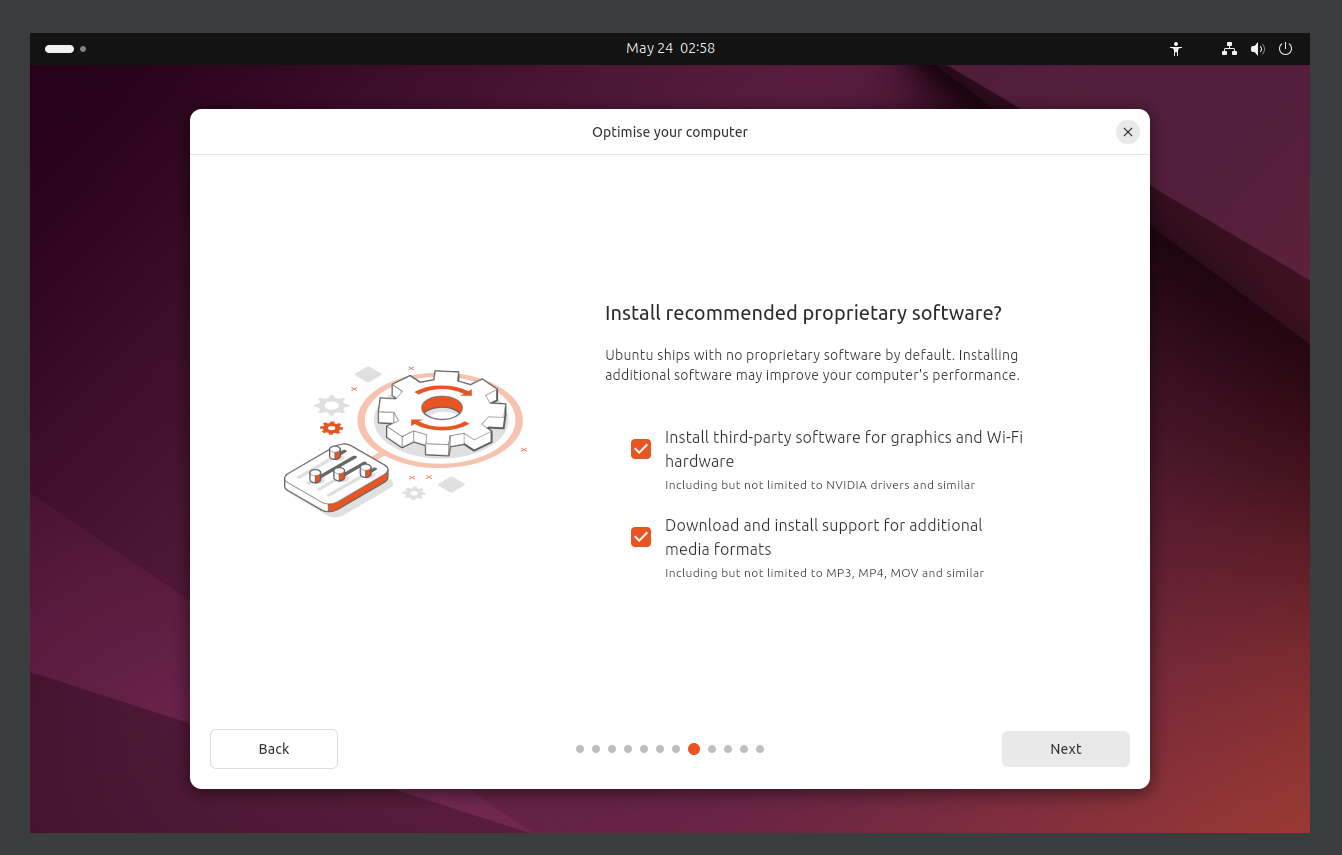 May 24 02:58
Optimise your computer
Install recommended proprietary software?
Ubuntu ships with no proprietary software by default. Installing
additional software may improve your computer's performance.
Install third-party software for graphics and Wi-Fi
hardware
Including but not limited to NVIDIA drivers and similar
Download and install support for additional
media formats
Including but not limited to MP3, MP4, MOV and similar
Back
Next